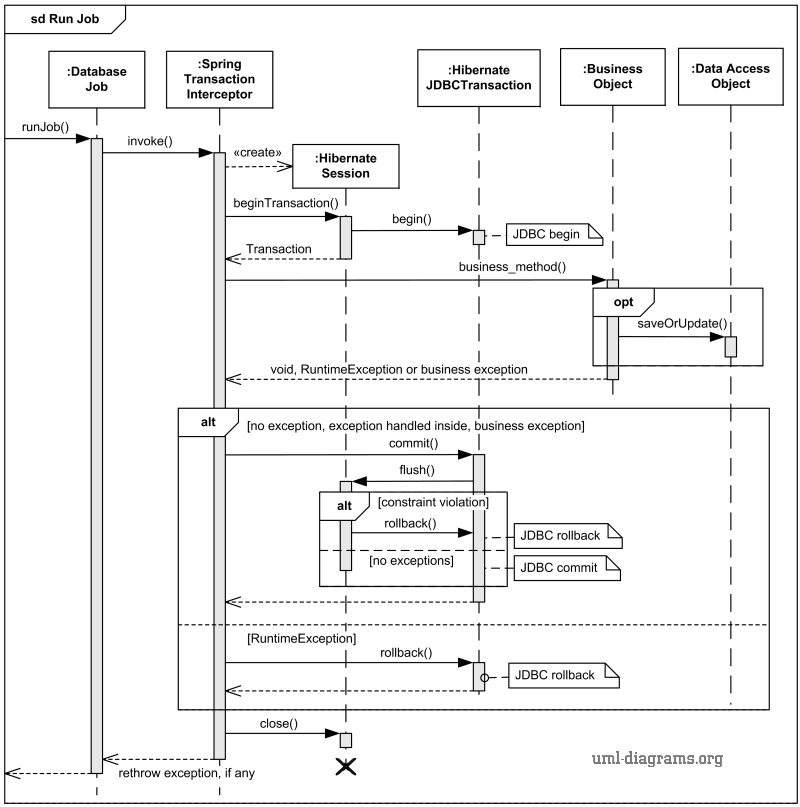 sd Run Job
:Database
Job
:Spring
Transaction
Interceptor
:Hibernate
JDBCTransaction
:Business
Object
:Data Access
Object
runJob()
invoke()
«create»
:Hibernate
Session
beginTransaction()
begin()
JDBC begin
Transaction
business_method()
opt
saveOrUpdate()
void, RuntimeException or business exception
alt
[no exception, exception handled inside, business exception]
commit()
flush()
alt
[constraint violation]
rollback()
JDBC rollback
[no exceptions]
JDBC commit
[RuntimeException]
rollback()
JDBC rollback
close()
uml-diagrams.org
rethrow exception, if any